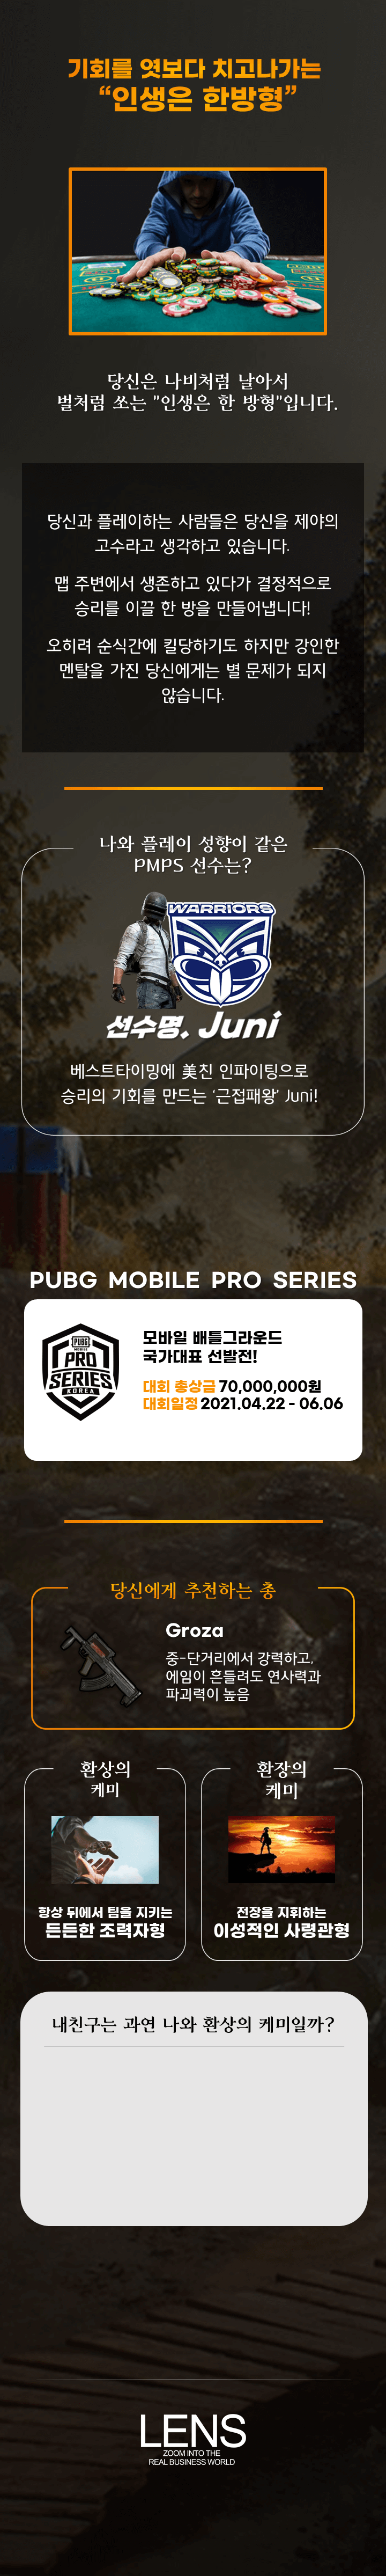 기회를 엿보다 치고나가는
“인생은 한방형”
당신은 나비처럼 날아서
벌처럼 쏘는 "인생은 한 방형"입니다.
당신과 플레이하는 사람들은 당신을 제야의
고수라고 생각하고 있습니다.
맵 주변에서 생존하고 있다가 결정적으로
승리를 이끌 한 방을 만들어냅니다!
오히려 순식간에 킬당하기도 하지만 강인한
멘탈을 가진 당신에게는 별 문제가 되지
않습니다.
나와 플레이 성향이 같은
PMPS 선수는?
WARRIORS
선수명. Juni
베스트타이밍에 美친 인파이팅으로
승리의 기회를 만드는 ‘근접패왕’ Juni!
PUBG MOBILE PRO SERIES
PUBG
MOBILE
PRO
SERIES
KOREA
모바일 배틀그라운드
국가대표 선발전!
대회 총상금 70,000,000원
대회일정 2021.04.22 - 06.06
당신에게 추천하는 총
Groza
중-단거리에서 강력하고,
에임이 흔들려도 연사력과
파괴력이 높음
환상의
케미
항상 뒤에서 팀을 지키는
든든한 조력자형
환장의
케미
전장을 지휘하는
이성적인 사령관형
내친구는 과연 나와 환상의 케미일까?
LENS
ZOOM INTO THE
REAL BUSINESS WORLD